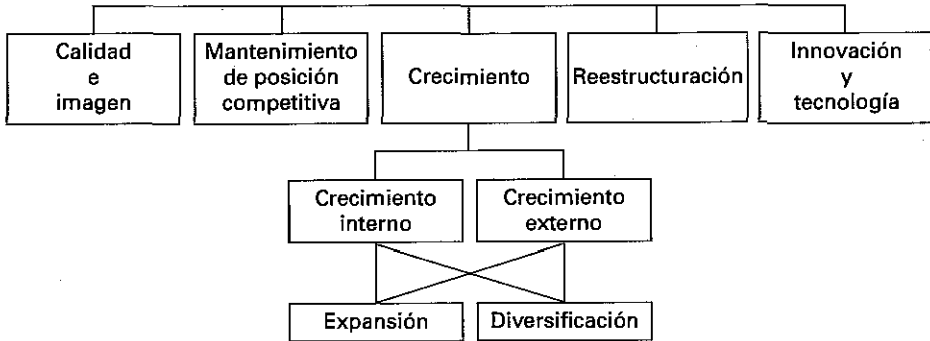 Calidad
e
imagen
Mantenimiento
de posición
competitiva
Crecimiento
Reestructuración
Innovación
y
tecnología
Crecimiento
interno
Crecimiento
externo
Expansión
Diversificación